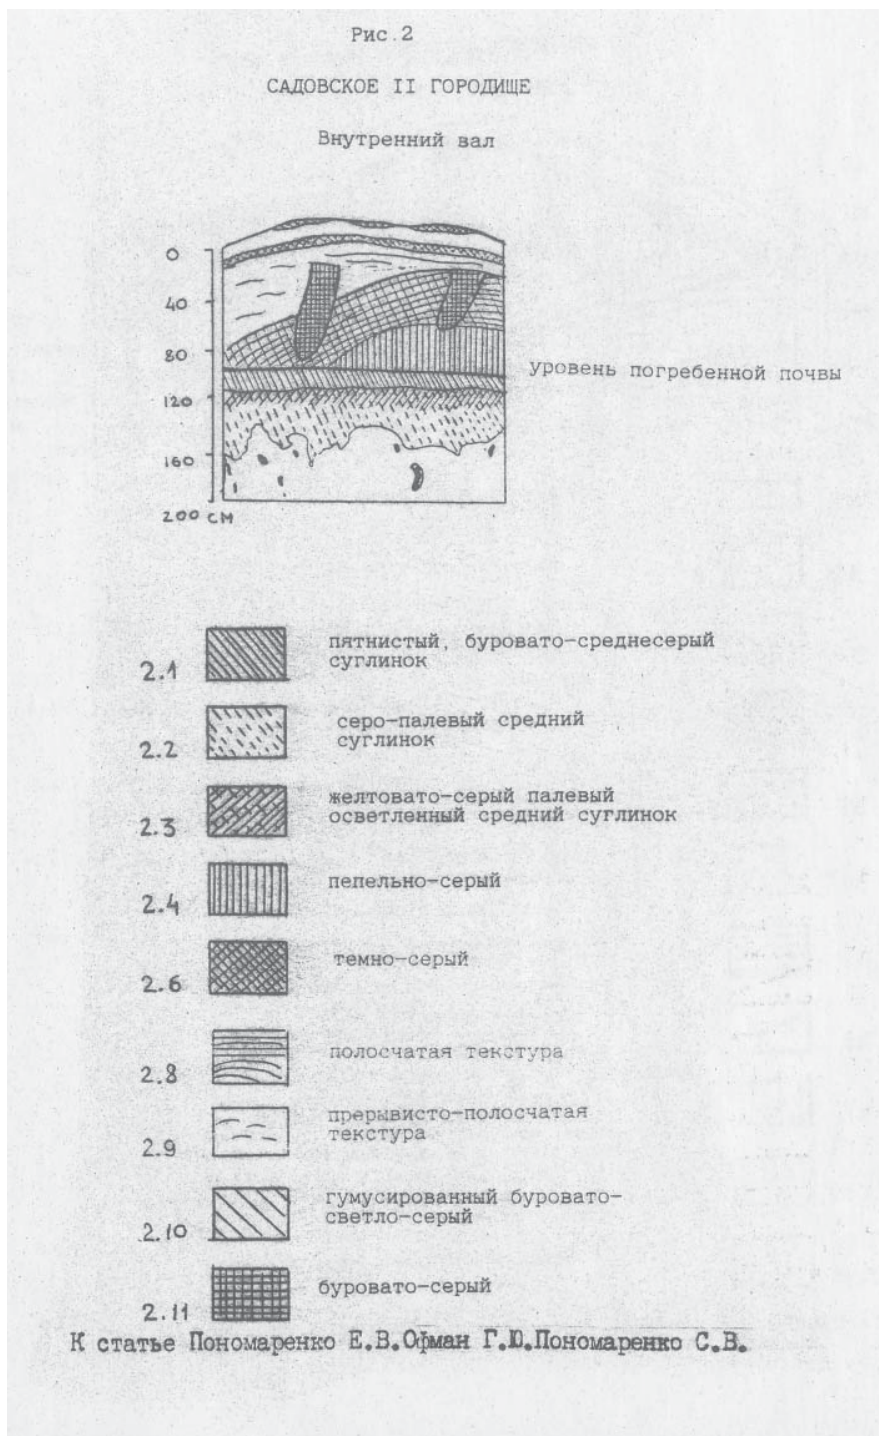 Рис.2
САДОВСКОЕ II ГОРОДИЩЕ
Внутренний вал
0
40
80
уровень погребенной почвы
120
160
200 см
2.1 пятнистый, буровато-среднесерый
суглинок
2.2 серо-палевый средний
суглинок
2.3 желтовато-серый палевый
осветленный средний суглинок
2.4 пепельно-серый
2.6 темно-серый
2.8 полосчатая текстура
2.9 прерывисто-полосчатая
текстура
2.10 гумусированный буровато-
светло-серый
2.11 буровато-серый
К статье Пономаренко Е.В.Офман Г.Ю.Пономаренко С.В.